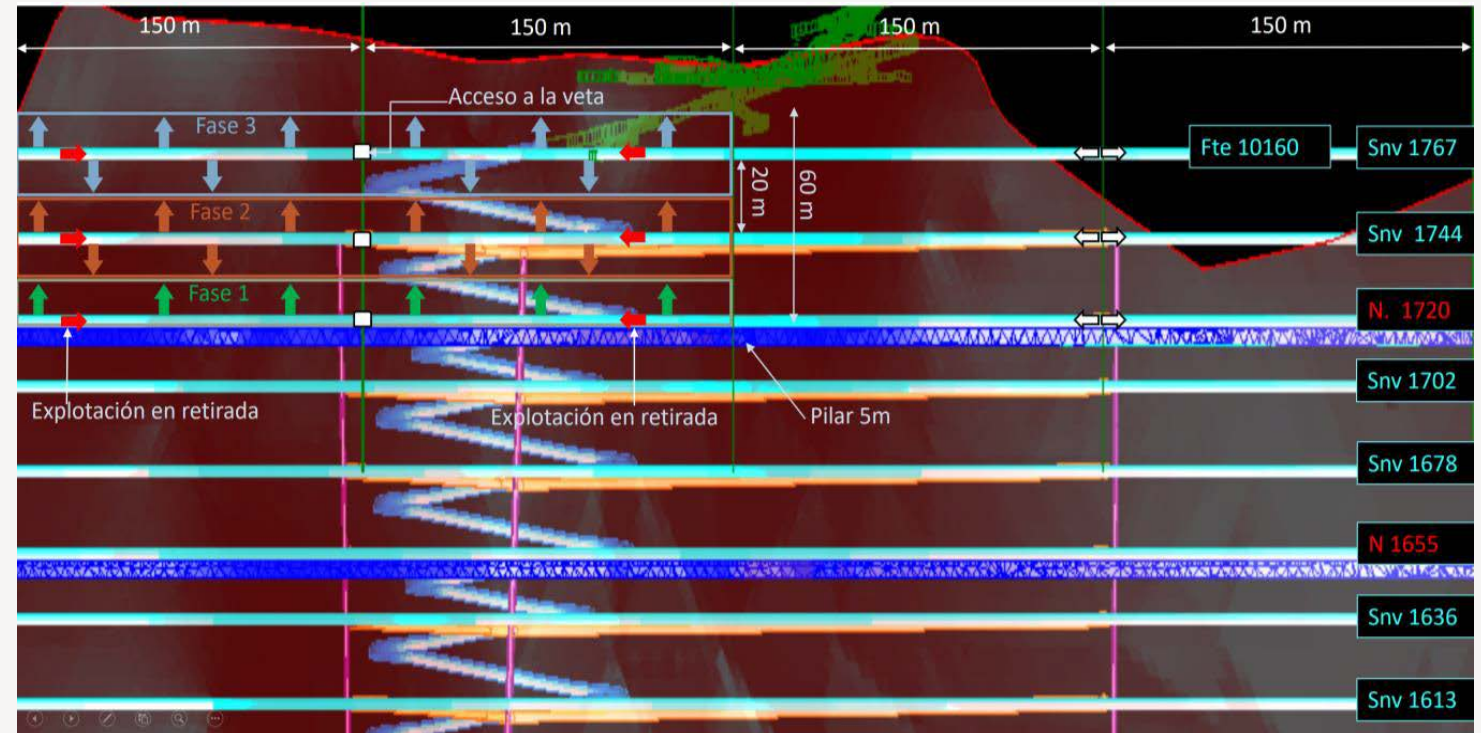 150 m
150 m
150 m
150 m
Acceso a la veta
Fase 3
Fte 10160
Snv 1767
20 m
60 m
Fase 2
Snv 1744
Fase 1
N. 1720
Snv 1702
Explotación en retirada
Explotación en retirada
Pilar 5m
Snv 1678
N 1655
Snv 1636
Snv 1613